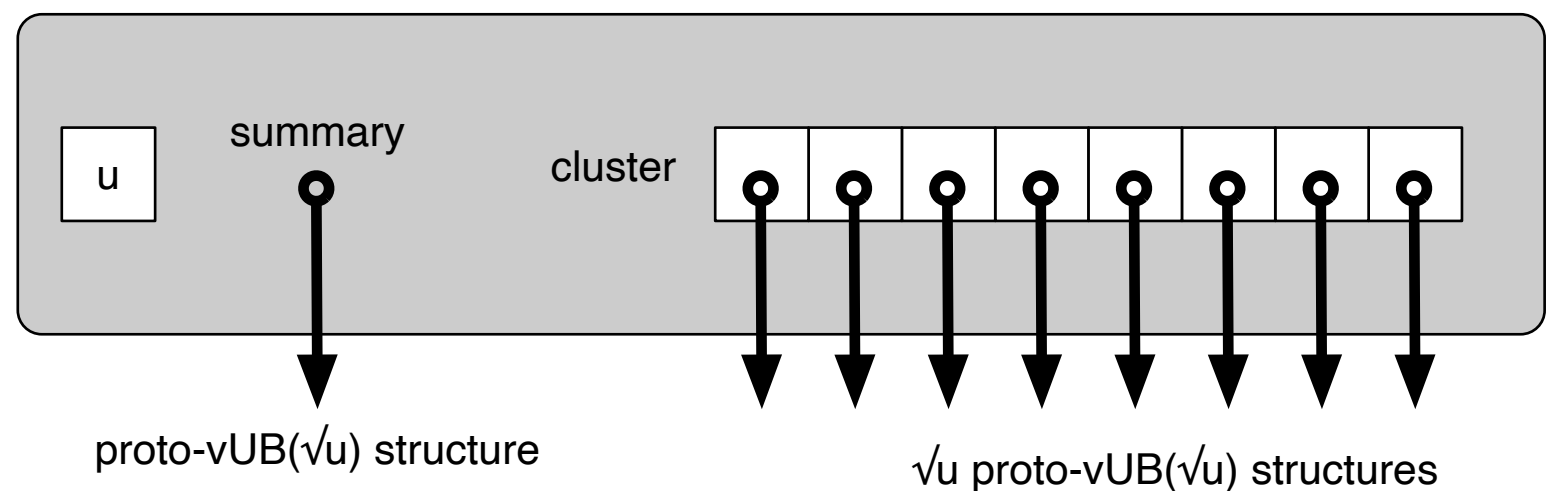 summary
u
cluster
proto-vUB(√u) structure
√u proto-vUB(√u) structures